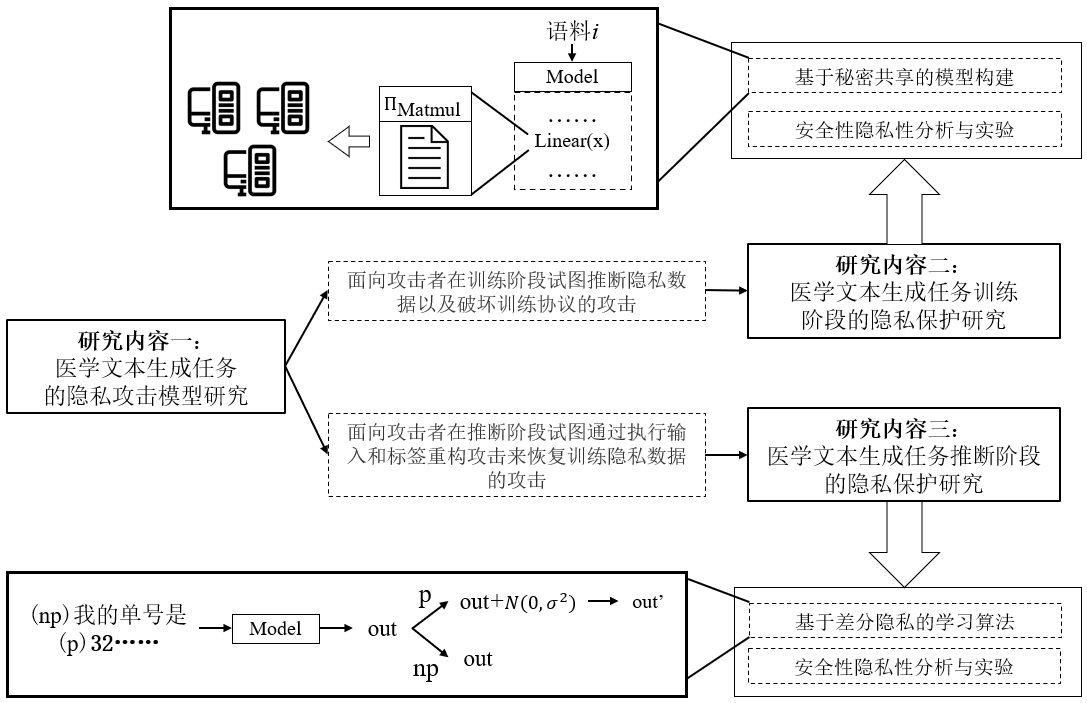 语料i
Model
……
Linear(x)
……
ΠMatmul
基于秘密共享的模型构建
安全性隐私性分析与实验
研究内容一：
医学文本生成任务
的隐私攻击模型研究
面向攻击者在训练阶段试图推断隐私数
据以及破坏训练协议的攻击
研究内容二：
医学文本生成任务训练
阶段的隐私保护研究
面向攻击者在推断阶段试图通过执行输
入和标签重构攻击来恢复训练隐私数据
的攻击
研究内容三：
医学文本生成任务推断阶段
的隐私保护研究
(np)我的单号是
(p)32……
Model
out
p
out+N(0,σ²)
out’
np
out
基于差分隐私的学习算法
安全性隐私性分析与实验